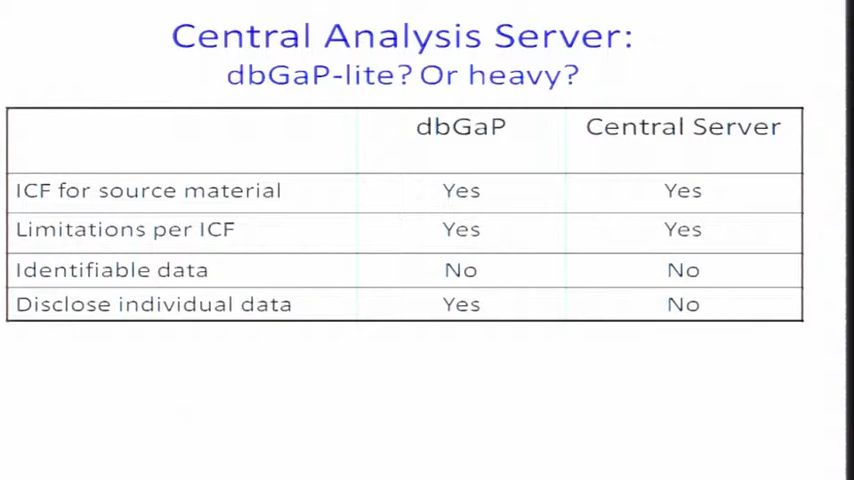 Central Analysis Server:
dbGaP-lite? Or heavy?
dbGaP Central Server
ICF for source material Yes Yes
Limitations per ICF Yes Yes
Identifiable data No No
Disclose individual data Yes No